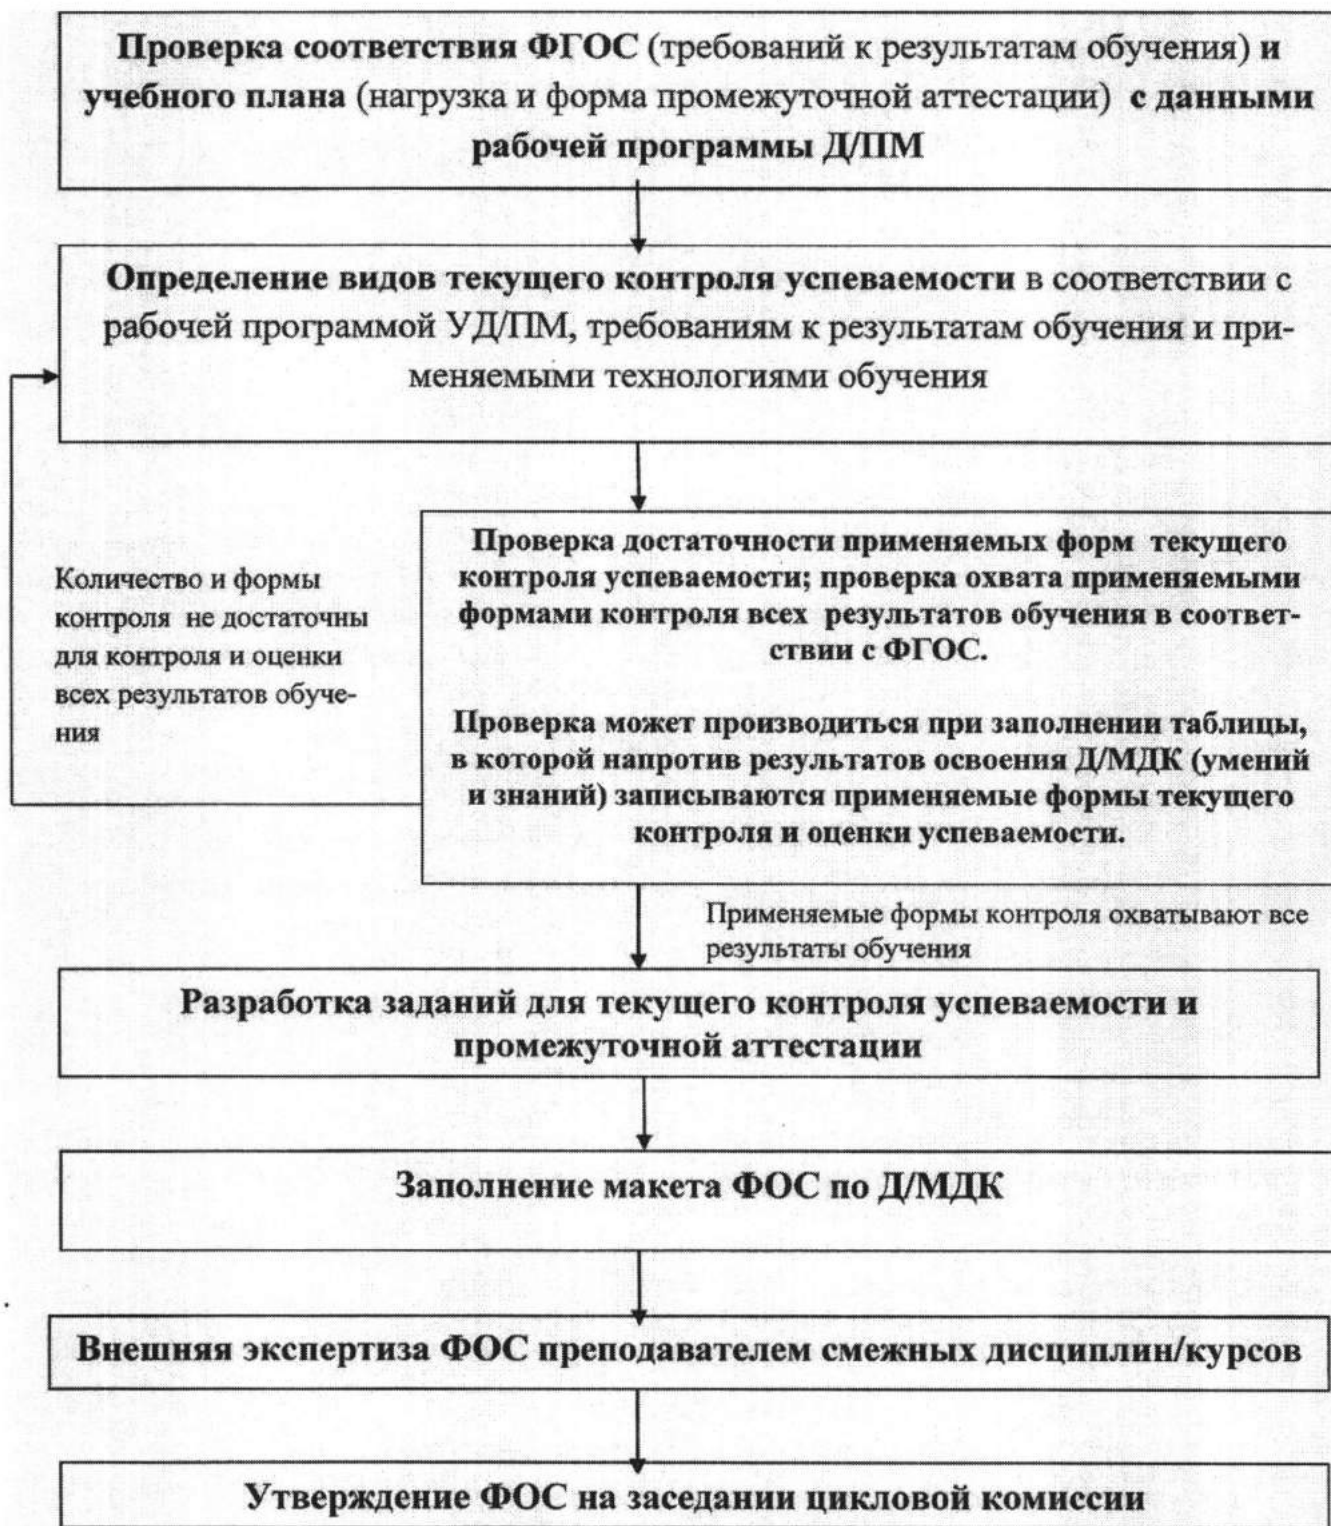 Проверка соответствия ФГОС (требований к результатам обучения) и
учебного плана (нагрузка и форма промежуточной аттестации) с данными
рабочей программы Д/ПМ
Определение видов текущего контроля успеваемости в соответствии с
рабочей программой УД/ПМ, требованиям к результатам обучения и при-
меняемыми технологиями обучения
Количество и формы
контроля не достаточны
для контроля и оценки
всех результатов обуче-
ния
Проверка достаточности применяемых форм текущего
контроля успеваемости; проверка охвата применяемыми
формами контроля всех результатов обучения в соответ-
ствии с ФГОС.
Проверка может производиться при заполнении таблицы,
в которой напротив результатов освоения Д/МДК (умений
и знаний) записываются применяемые формы текущего
контроля и оценки успеваемости.
Применяемые формы контроля охватывают все
результаты обучения
Разработка заданий для текущего контроля успеваемости и
промежуточной аттестации
Заполнение макета ФОС по Д/МДК
Внешняя экспертиза ФОС преподавателем смежных дисциплин/курсов
Утверждение ФОС на заседании цикловой комиссии